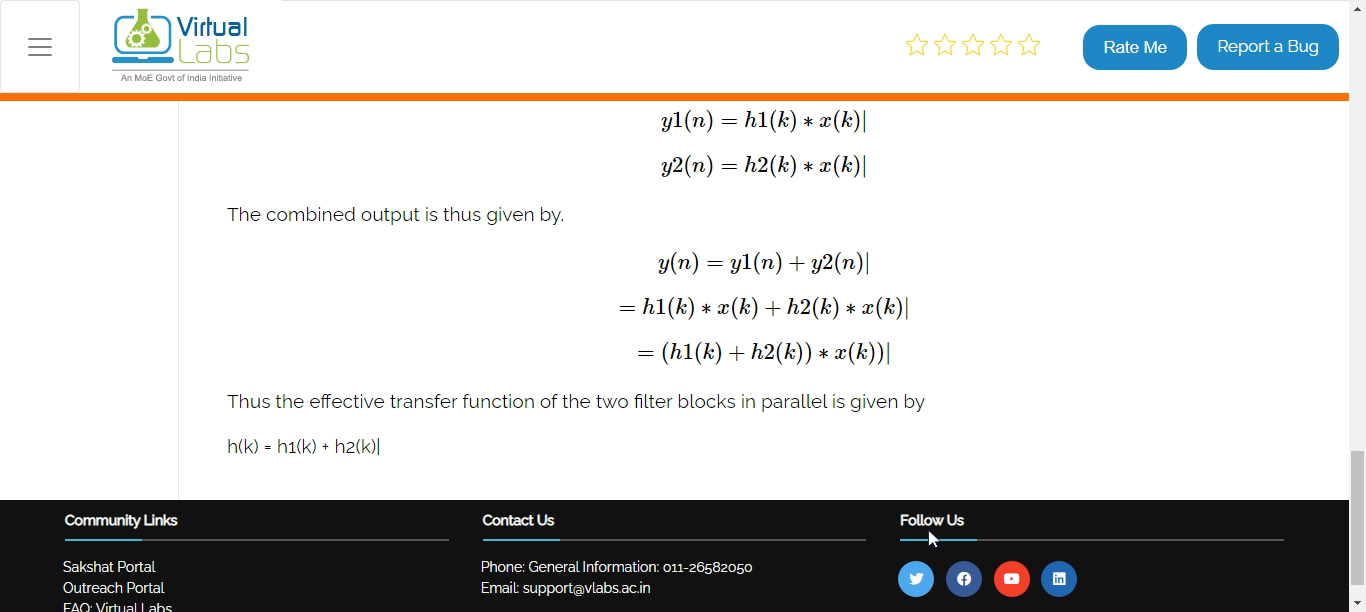 Virtual
Labs
An MoE Govt of India Initiative
Rate Me
Report a Bug
y1(n) = h1(k) ∗ x(k)|
y2(n) = h2(k) ∗ x(k)|
The combined output is thus given by,
y(n) = y1(n) + y2(n)|
= h1(k) ∗ x(k) + h2(k) ∗ x(k)|
= (h1(k) + h2(k)) ∗ x(k))|
Thus the effective transfer function of the two filter blocks in parallel is given by
h(k) = h1(k) + h2(k)|
Community Links
Sakshat Portal
Outreach Portal
FAQ: Virtual Labs
Contact Us
Phone: General Information: 011-26582050
Email: support@vlabs.ac.in
Follow Us